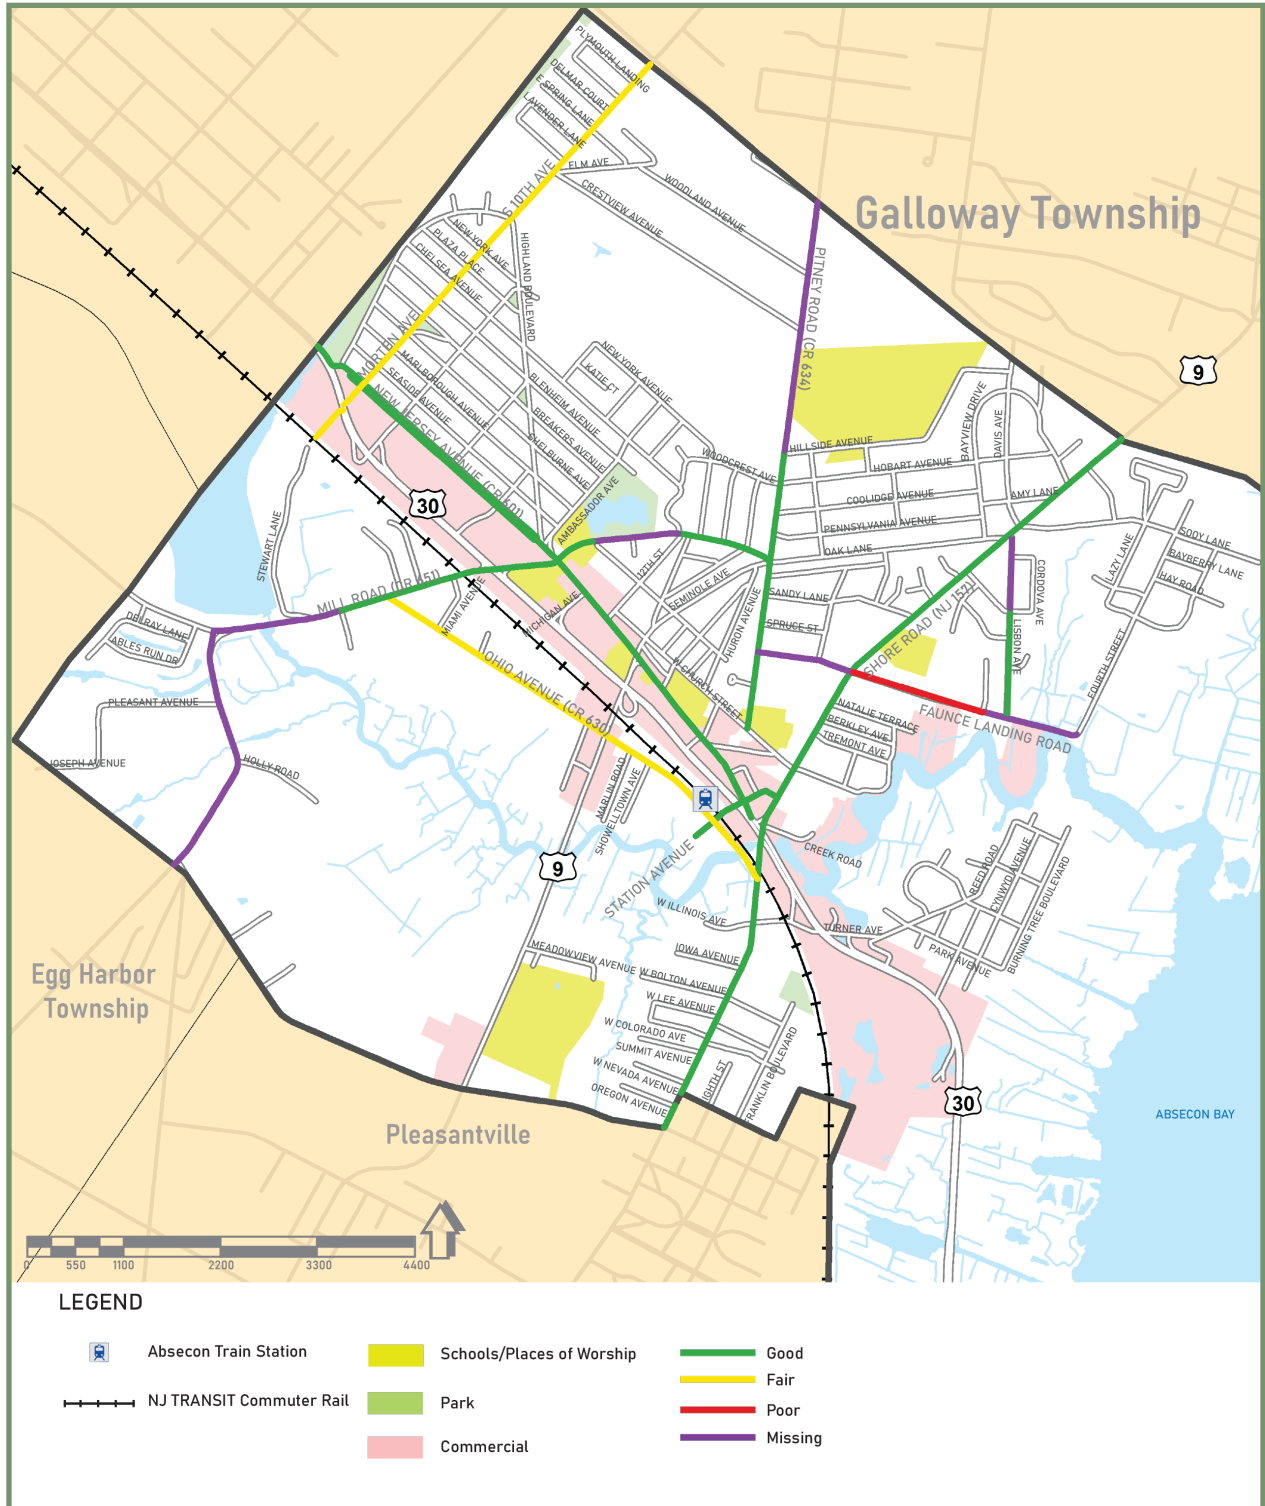 PLYMOUTH LANDING
DELMAR COURT
E SPRING LANE
LAVENDER LANE
ELM AVE
S 10TH AVE
CRESTVIEW AVENUE
WOODLAND AVENUE
Galloway Township
NEW YORK AVE
PLAZA PLACE
CHELSEA AVENUE
HIGHLAND BOULEVARD
PITNEY ROAD (CR 634)
MORTEN AVE
NEW YORK AVENUE
KATIE CT
9
MARLBOROUGH AVENUE
SEASIDE AVENUE
NEW JERSEY AVENUE (CR 601)
BLENHEIM AVENUE
BREAKERS AVENUE
SHELBURNE AVE
BAYVIEW DRIVE
DAVIS AVE
HILLSIDE AVENUE
WOODCREST AVE
HOBART AVENUE
30
AMBASSADOR AVE
COOLIDGE AVENUE
AMY LANE
PENNSYLVANIA AVENUE
OAK LANE
SODY LANE
BAYBERRY LANE
HAY ROAD
LAZY LANE
STEWART LANE
12TH ST
SEMINOLE AVE
SANDY LANE
CORDOVA AVE
MILL ROAD (CR 651)
MIAMI AVENUE
MICHIGAN AVE
HURON AVENUE
SPRUCE ST
SHORE ROAD (NJ 152)
LISBON AVE
DELRAY LANE
ABLES RUN DR
OHIO AVENUE (CR 630)
W CHURCH STREET
FOURTH STREET
PLEASANT AVENUE
NATALIE TERRACE
BERKLEY AVE
TREMONT AVE
FAUNCE LANDING ROAD
JOSEPH AVENUE
HOLLY ROAD
MARLIN ROAD
SHOWELLTOWN AVE
CREEK ROAD
9
STATION AVENUE
REED ROAD
CYNWYD AVENUE
BURNING TREE BOULEVARD
W ILLINOIS AVE
TURNER AVE
PARK AVENUE
Egg Harbor
Township
MEADOWVIEW AVENUE
IOWA AVENUE
W BOLTON AVENUE
W LEE AVENUE
W COLORADO AVE
SUMMIT AVENUE
W NEVADA AVENUE
OREGON AVENUE
IGHTH ST
FRANKLIN BOULEVARD
30
ABSECON BAY
Pleasantville
0 550 1100 2200 3300 4400
LEGEND
Absecon Train Station
NJ TRANSIT Commuter Rail
Schools/Places of Worship
Park
Commercial
Good
Fair
Poor
Missing